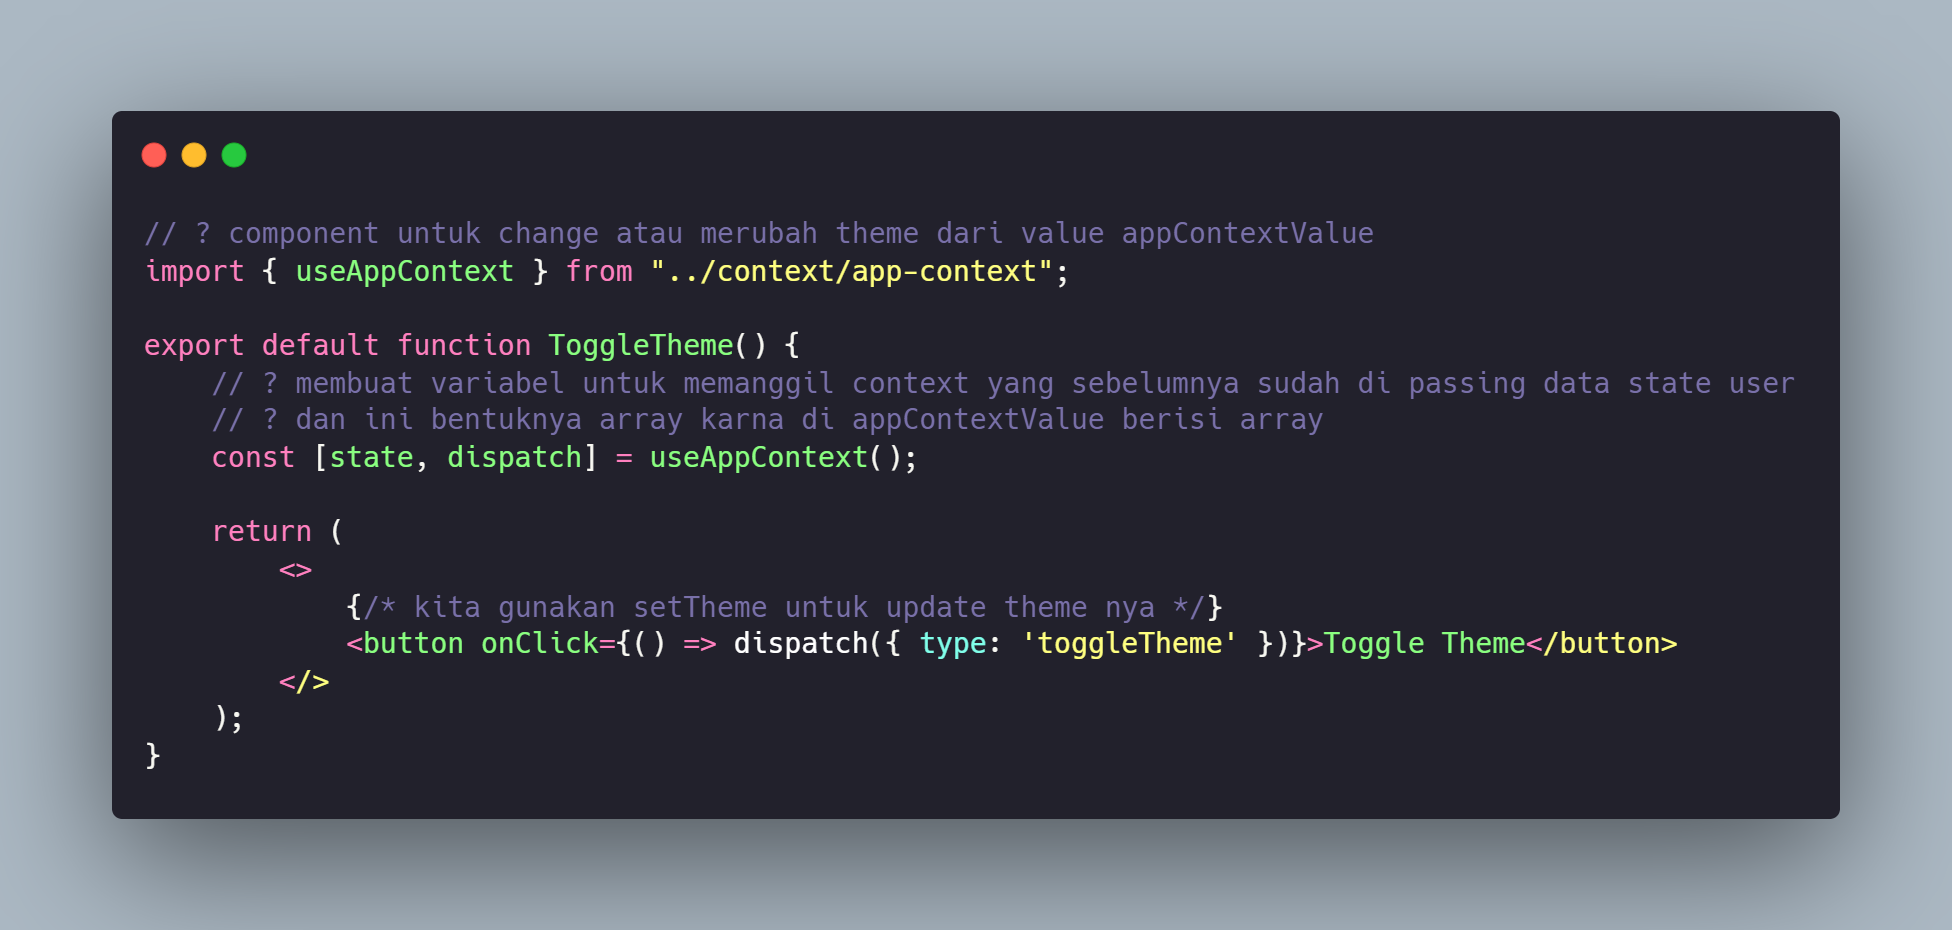 // ? component untuk change atau merubah theme dari value appContextValue
import { useAppContext } from "../context/app-context";
export default function ToggleTheme() {
// ? membuat variabel untuk memanggil context yang sebelumnya sudah di passing data state user
// ? dan ini bentuknya array karna di appContextValue berisi array
const [state, dispatch] = useAppContext();
return (
<>
{/* kita gunakan setTheme untuk update theme nya */}
<button onClick={() => dispatch({ type: 'toggleTheme' })}>Toggle Theme</button>
</>
);
}